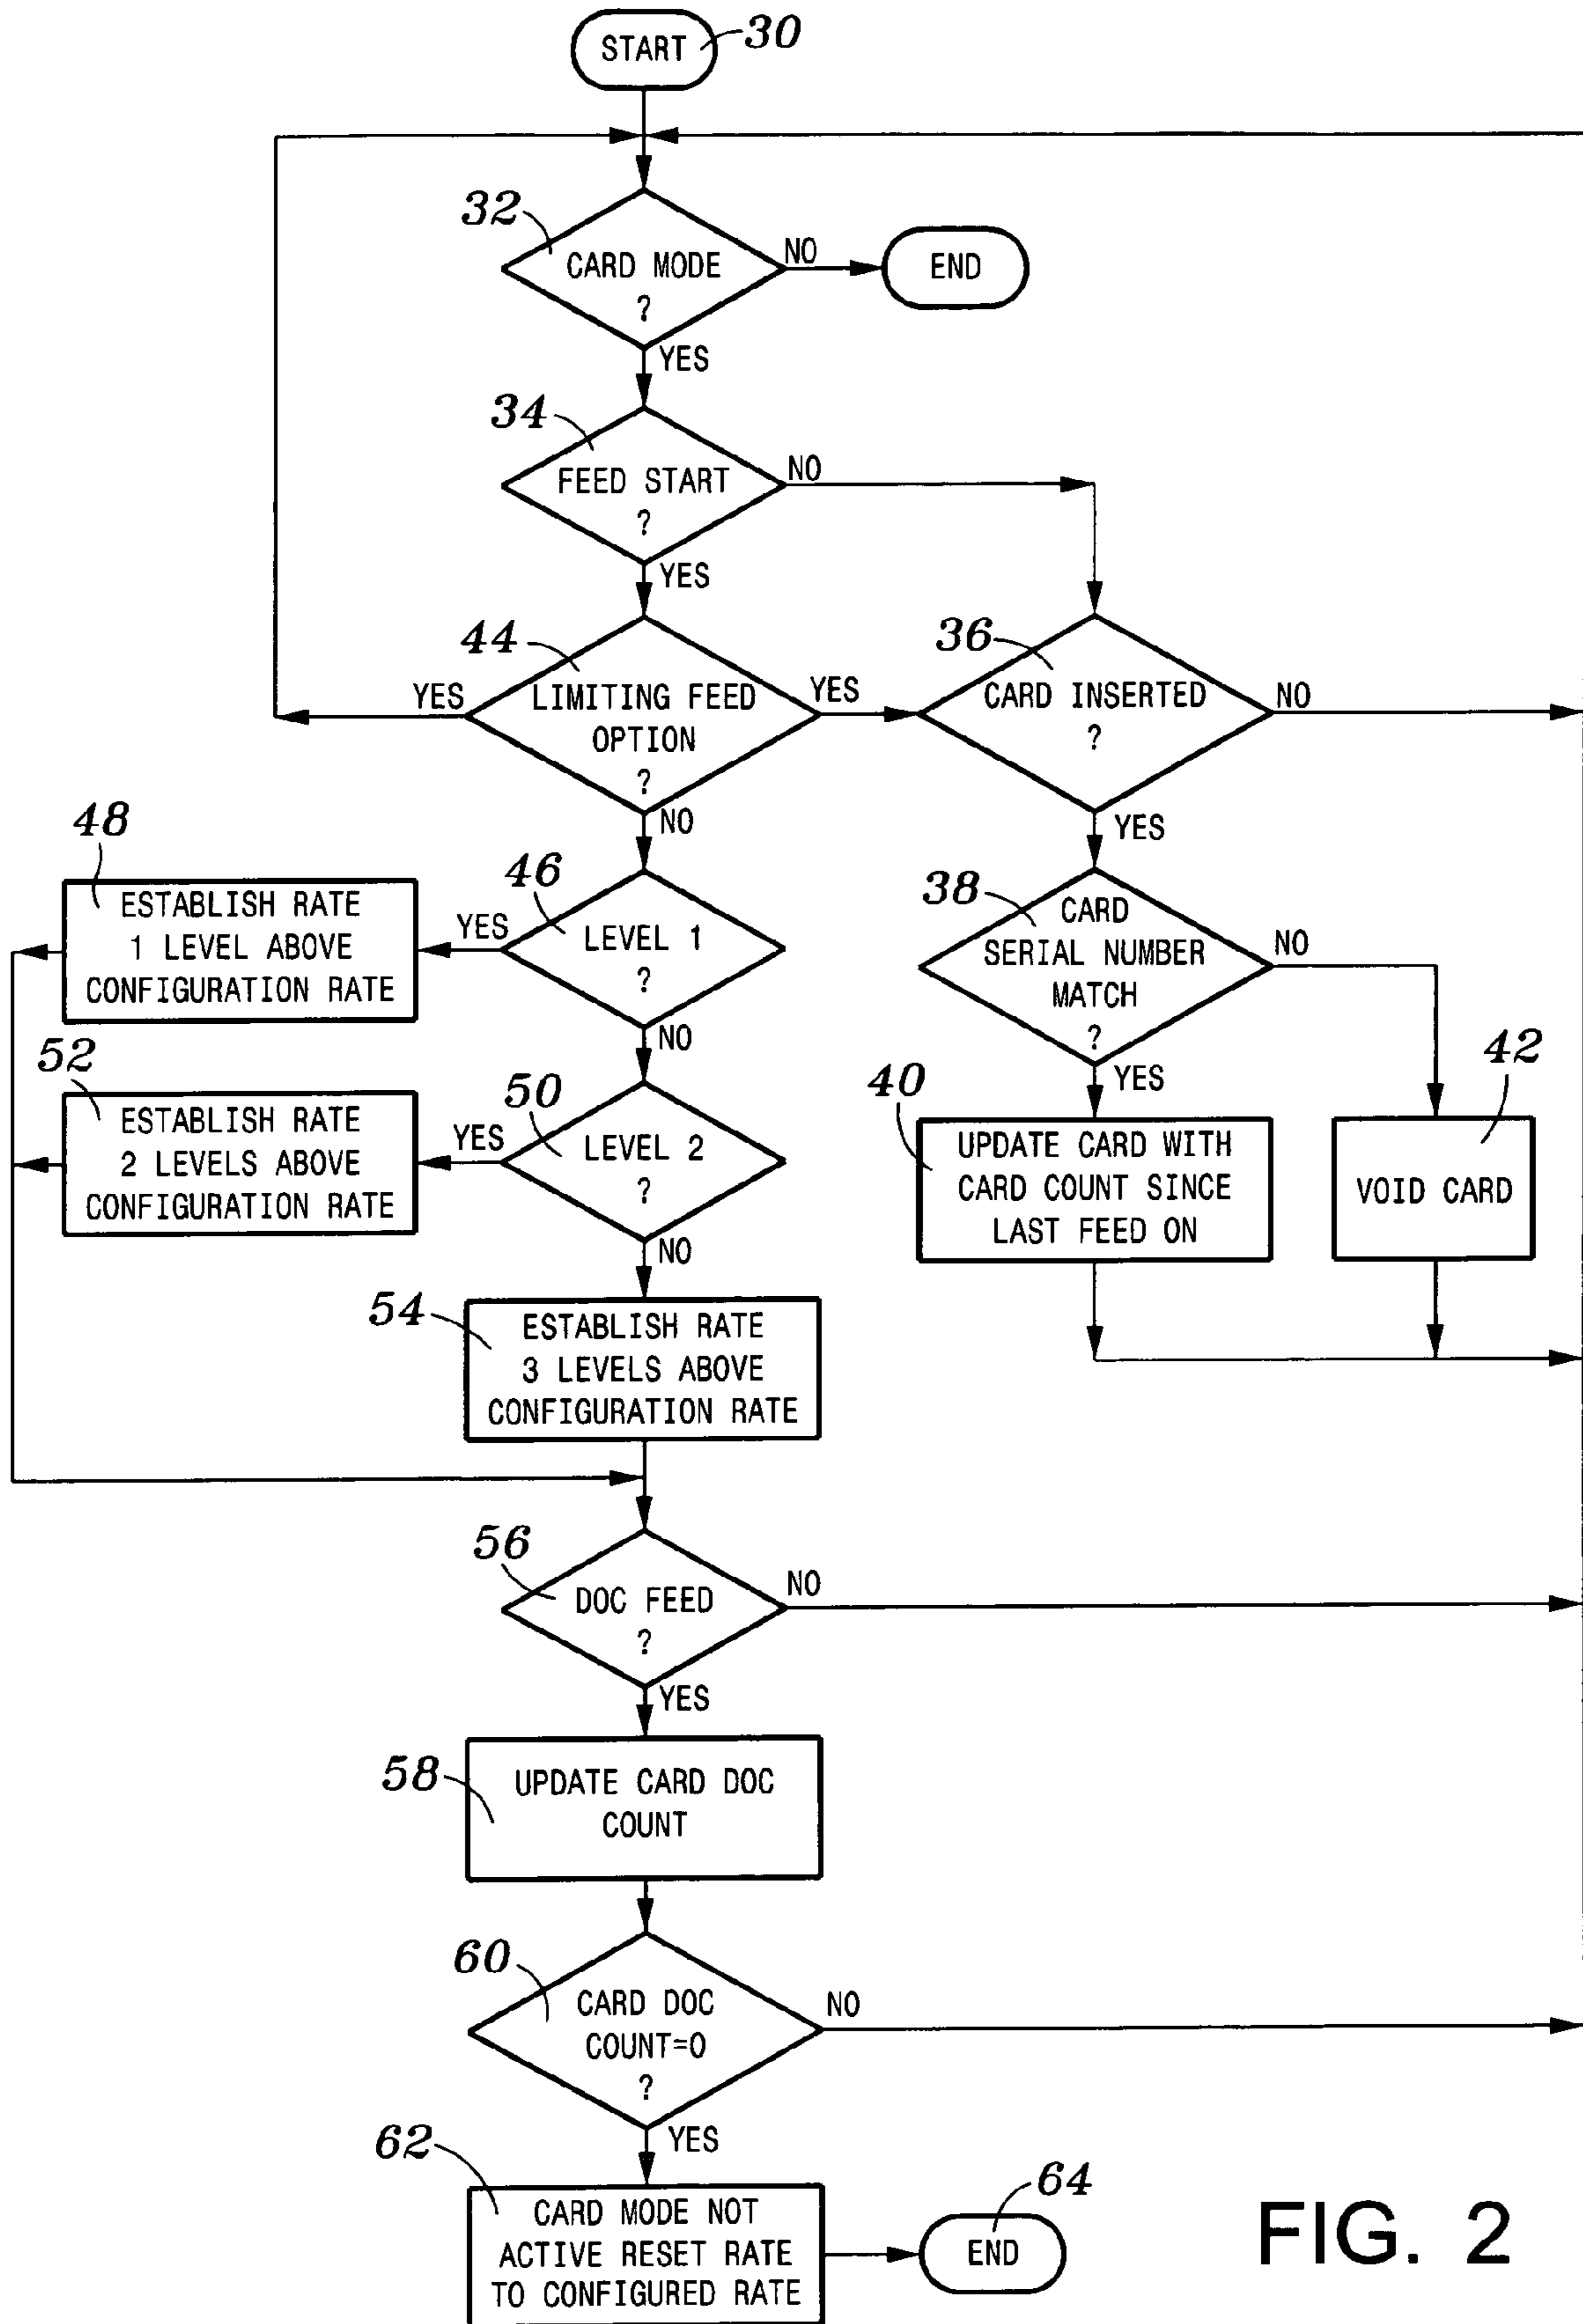 START
30
32
CARD MODE
?
NO
END
YES
34
FEED START
?
NO
YES
44
LIMITING FEED
OPTION
?
YES
YES
36
CARD INSERTED
?
NO
NO
YES
48
ESTABLISH RATE
1 LEVEL ABOVE
CONFIGURATION RATE
46
LEVEL 1
?
YES
NO
38
CARD
SERIAL NUMBER
MATCH
?
NO
YES
52
ESTABLISH RATE
2 LEVELS ABOVE
CONFIGURATION RATE
50
LEVEL 2
?
YES
NO
40
UPDATE CARD WITH
CARD COUNT SINCE
LAST FEED ON
42
VOID CARD
54
ESTABLISH RATE
3 LEVELS ABOVE
CONFIGURATION RATE
56
DOC FEED
?
NO
YES
58
UPDATE CARD DOC
COUNT
60
CARD DOC
COUNT=0
?
NO
YES
62
CARD MODE NOT
ACTIVE RESET RATE
TO CONFIGURED RATE
64
END
FIG. 2